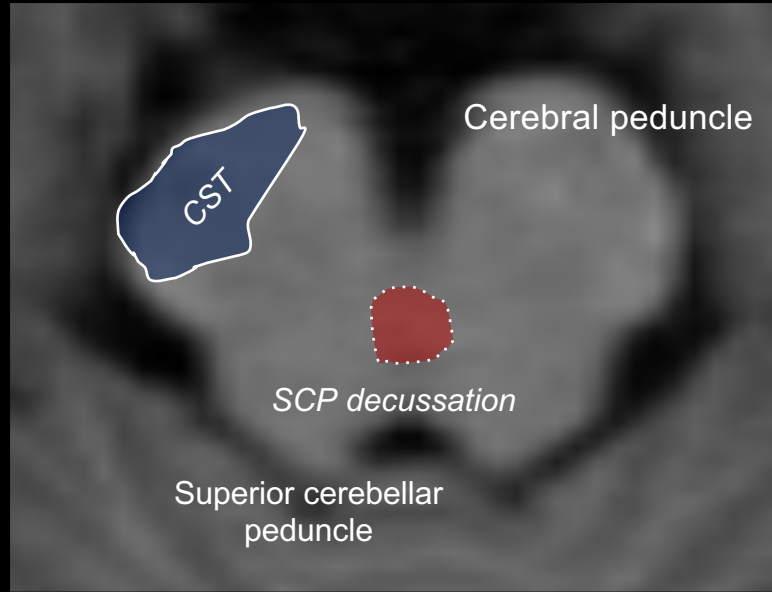 Cerebral peduncle
CST
SCP decussation
Superior cerebellar
peduncle